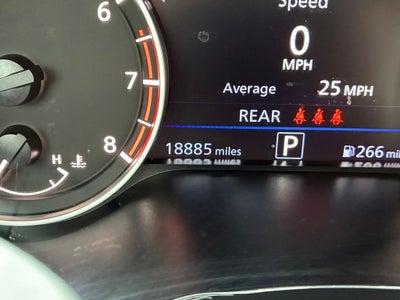 Speed
6
0
MPH
7
Average 25 MPH
REAR
8
H
18885 miles P 266 mi